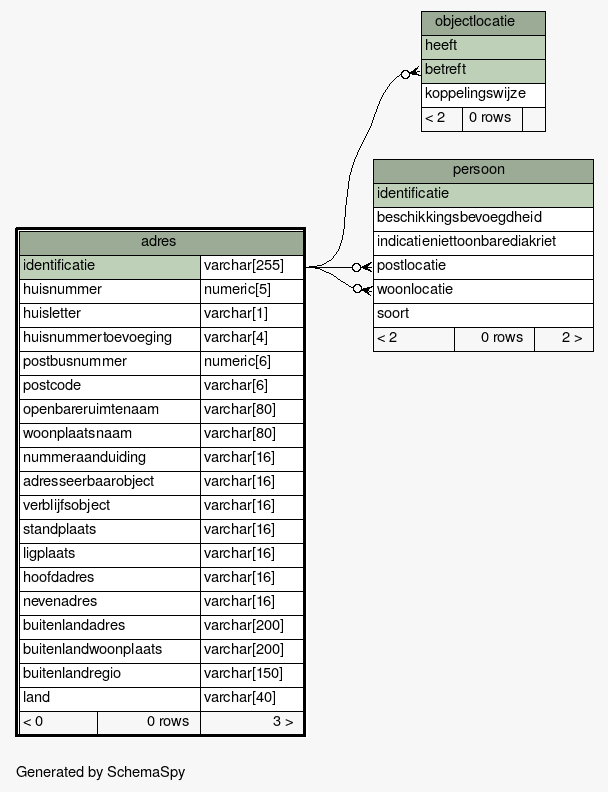 objectlocatie
heeft
betreft
koppelingswijze
< 2 0 rows
persoon
identificatie
beschikkingsbevoegdheid
indicatieniettoonbarediakriet
postlocatie
woonlocatie
soort
< 2 0 rows 2 >
adres
identificatie varchar[255]
huisnummer numeric[5]
huisletter varchar[1]
huisnummertoevoeging varchar[4]
postbusnummer numeric[6]
postcode varchar[6]
openbareruimtenaam varchar[80]
woonplaatsnaam varchar[80]
nummeraanduiding varchar[16]
adresseerbaarobject varchar[16]
verblijfsobject varchar[16]
standplaats varchar[16]
ligplaats varchar[16]
hoofdadres varchar[16]
nevenadres varchar[16]
buitenlandadres varchar[200]
buitenlandwoonplaats varchar[200]
buitenlandregio varchar[150]
land varchar[40]
< 0 0 rows 3 >
Generated by SchemaSpy